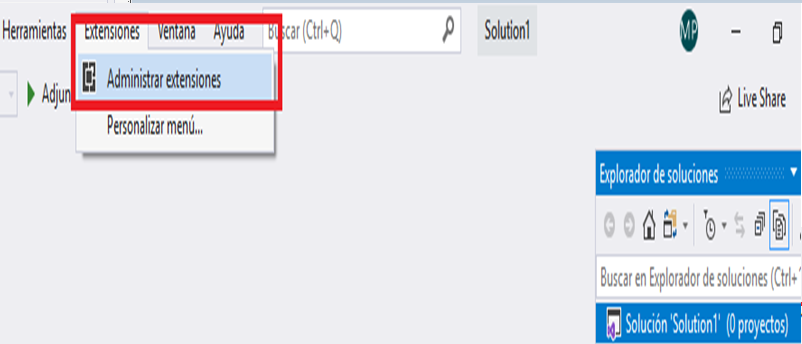 Herramientas Extensiones Ventana Ayuda Buscar (Ctrl+Q) Solution1 MP
Administrar extensiones
Adjun
Live Share
Personalizar menú...
Explorador de soluciones
Buscar en Explorador de soluciones (Ctrl+
Solución 'Solution1' (0 proyectos)